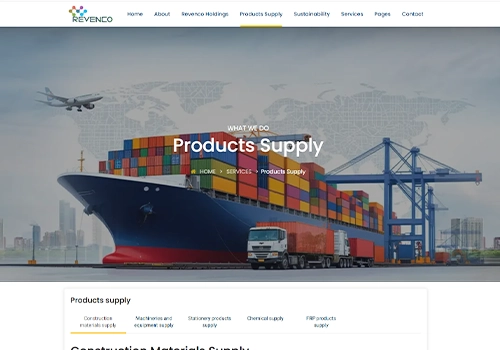 REVENCO
Home About Revenco Holdings Products Supply Sustainability Services Pages Contact
WHAT WE DO
Products Supply
HOME > SERVICES > Products Supply
Products supply
Construction materials supply
Machineries and equipment supply
Stationery products supply
Chemical supply
FRP products supply
Construction Materials Supply